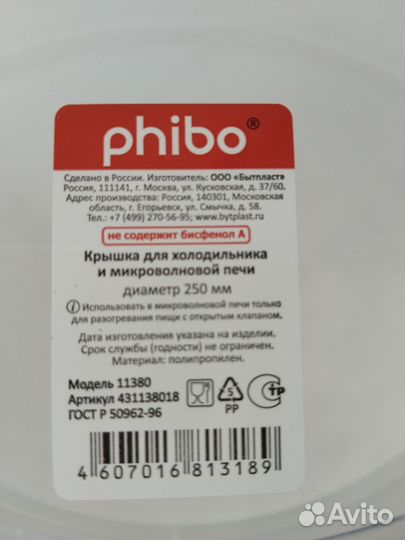 phibo®
Сделано в России. Изготовитель: ООО «Бытпласт»
Россия, 111141, г. Москва, ул. Кусковская, д. 37/60.
Адрес производства: Россия, 140301, Московская
область, г. Егорьевск, ул. Смычка, д. 58.
Тел.: +7 (499) 270-56-95; www.bytplast.ru
не содержит бисфенол А
Крышка для холодильника
и микроволновой печи
диаметр 250 мм
i Использовать в микроволновой печи только
для разогревания пищи с открытым клапаном.
Дата изготовления указана на изделии.
Срок службы (годности) не ограничен.
Материал: полипропилен.
Модель 11380
Артикул 431138018
ГОСТ Р 50962-96
5
PP
СТР
4 607016 813189
Avito